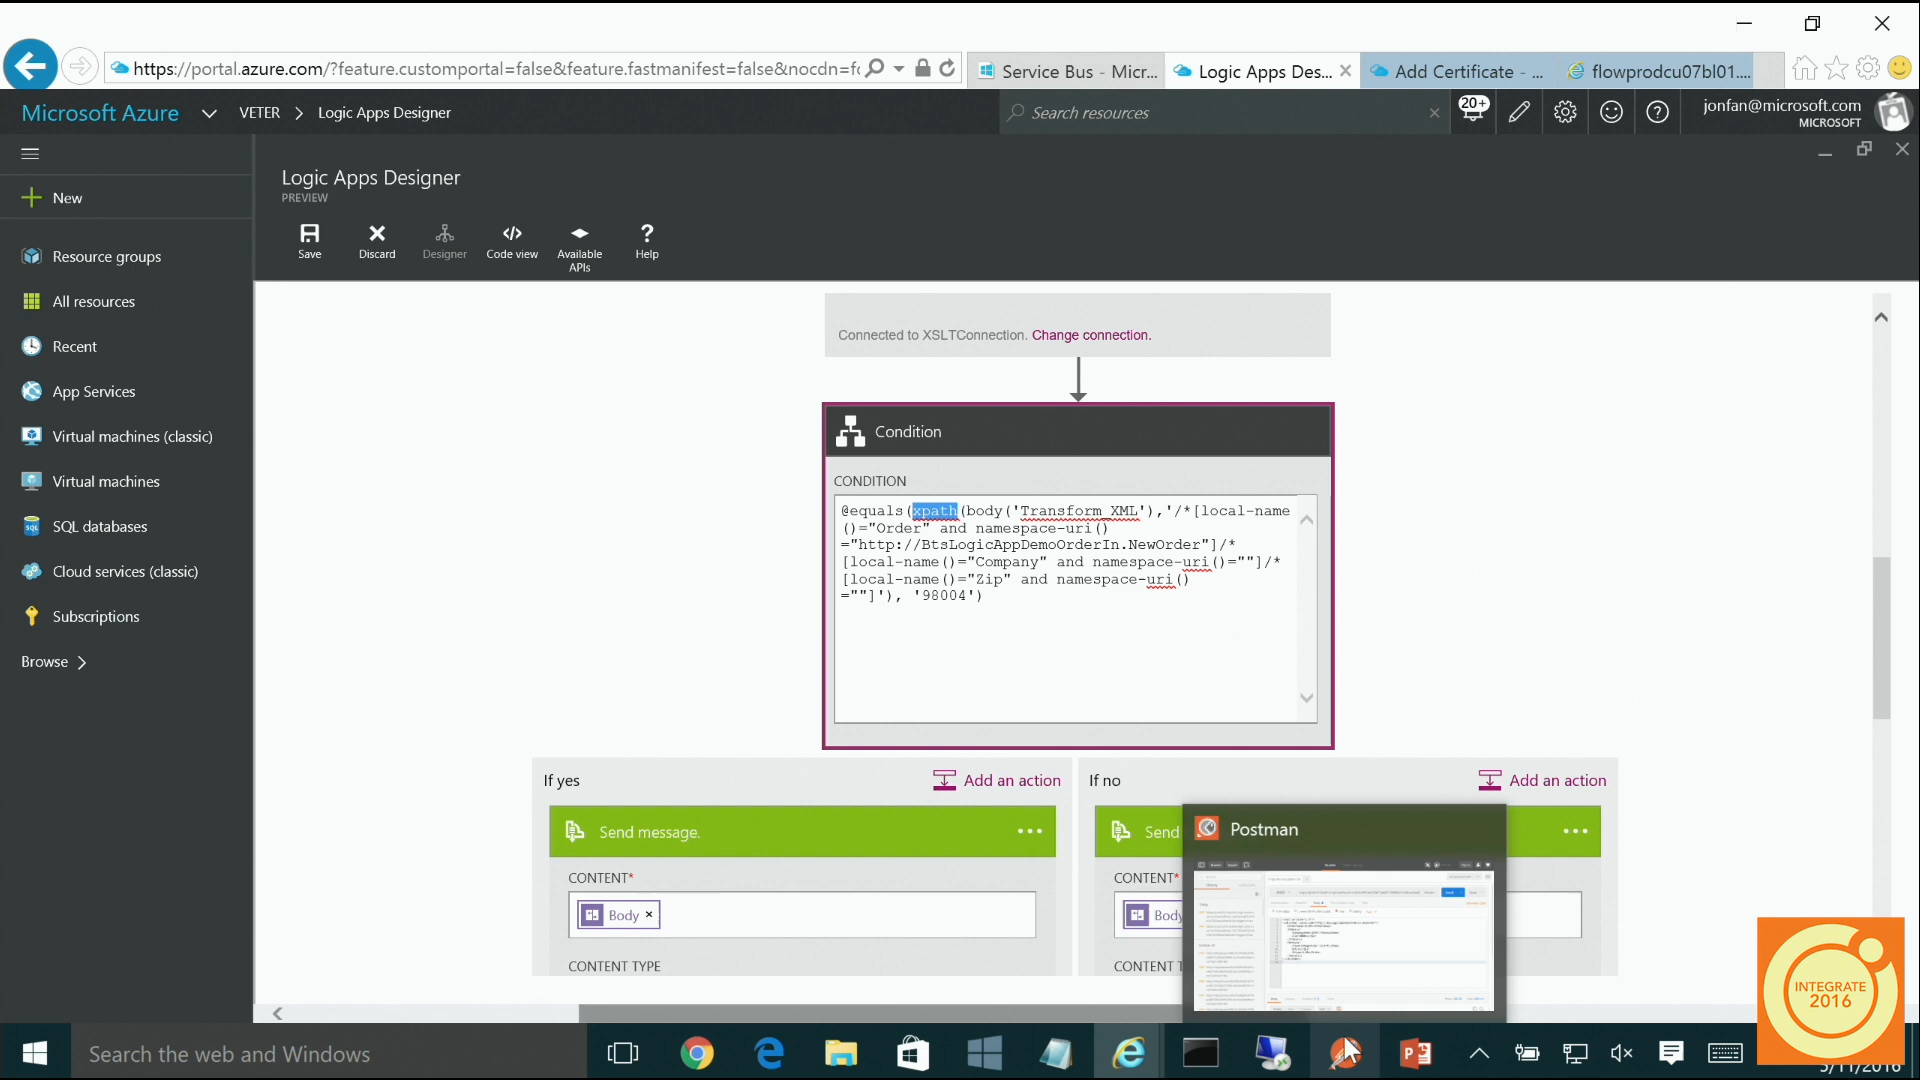 https://portal.azure.com/?feature.customportal=false&feature.fastmanifest=false&nocdn=f
Service Bus - Micr...
Logic Apps Des...
Add Certificate - ...
flowprodcu07bl01....
Microsoft Azure
VETER
Logic Apps Designer
Search resources
20+
jonfan@microsoft.com
MICROSOFT
Logic Apps Designer
PREVIEW
New
Save
Discard
Designer
Code view
Available APIs
Help
Resource groups
All resources
Recent
App Services
Virtual machines (classic)
Virtual machines
SQL databases
Cloud services (classic)
Subscriptions
Browse
Connected to XSLTConnection. Change connection.
Condition
CONDITION
@equals(xpath(body('Transform_XML'),'/*[local-name
()="Order" and namespace-uri()
="http://BtsLogicAppDemoOrderIn.NewOrder"]/*
[local-name()="Company" and namespace-uri()=""]/*
[local-name()="Zip" and namespace-uri()
=""]'), '98004')
If yes
Add an action
If no
Add an action
Send message.
Send
Postman
CONTENT*
CONTENT*
Body
Body
CONTENT TYPE
CONTENT T
INTEGRATE
2016
Search the web and Windows
5/11/2016